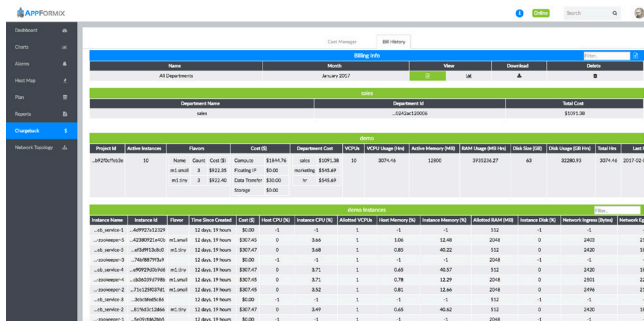 APPFORMIX
Online Search
Dashboard
Charts
Alarms
Heat Map
Plan
Reports
Chargeback $
Network Topology
Cost Manager Bill History
Billing Info Filter...
Name Month View Download Delete
All Departments January 2017
sales
Department Name Department Id Total Cost
sales ...0242ac120006 $1091.38
demo
Project Id Active Instances Flavors Cost ($) Department Cost VCPUs VCPU Usage (Hrs) Active Memory (MB) RAM Usage (MB Hrs) Disk Size (GB) Disk Usage (GB Hrs) Total Hrs
10 Name Count Cost ($) Compute $1844.76 sales $1091.38 10 3074.46 12800 3935236.27 63 32280.93 3074.46
m1.small 3 $922.35 Floating IP $0.00 marketing $545.69
m1.tiny 3 $922.40 Data Transfer $30.00 hr $545.69
Storage $0.00
demo Instances Filter...
Instance Name Instance Id Flavor Time Since Created Cost ($) Host CPU (%) Instance CPU (%) Allotted VCPUs Host Memory (%) Instance Memory (%) Allotted RAM (MB) Instance Disk (%) Network Ingress (Bytes)
12 days, 19 hours $0.00 -1 -1 1 -1 -1 512 -1 -1
m1.small 12 days, 19 hours $307.45 0 3.66 1 1.06 12.48 2048 0 2403
m1.tiny 12 days, 19 hours $307.47 0 3.68 1 0.85 40.22 512 0 2420
12 days, 19 hours $0.00 -1 -1 1 -1 -1 2048 -1 -1
m1.tiny 12 days, 19 hours $307.47 0 3.71 1 0.65 40.57 512 0 2420
m1.small 12 days, 19 hours $307.45 0 3.71 1 0.78 12.29 2048 0 2501
m1.small 12 days, 19 hours $307.45 0 3.52 1 0.81 12.66 2048 0 2496
12 days, 19 hours $0.00 -1 -1 1 -1 -1 512 -1 -1
m1.tiny 12 days, 19 hours $307.47 0 3.49 1 0.65 40.62 512 0 2420
12 days, 19 hours $0.00 -1 -1 1 -1 -1 2048 -1 -1